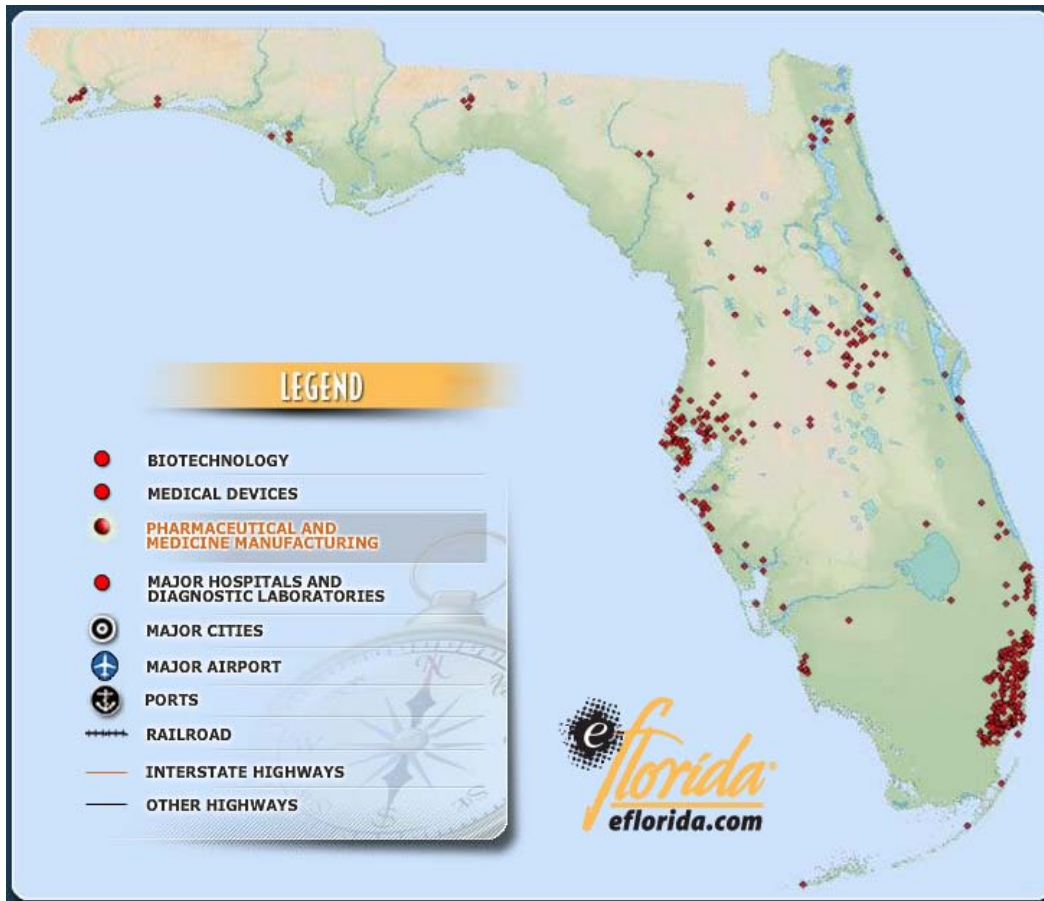 LEGEND
BIOTECHNOLOGY
MEDICAL DEVICES
PHARMACEUTICAL AND
MEDICINE MANUFACTURING
MAJOR HOSPITALS AND
DIAGNOSTIC LABORATORIES
MAJOR CITIES
MAJOR AIRPORT
PORTS
RAILROAD
INTERSTATE HIGHWAYS
OTHER HIGHWAYS
N
e
florida
eflorida.com